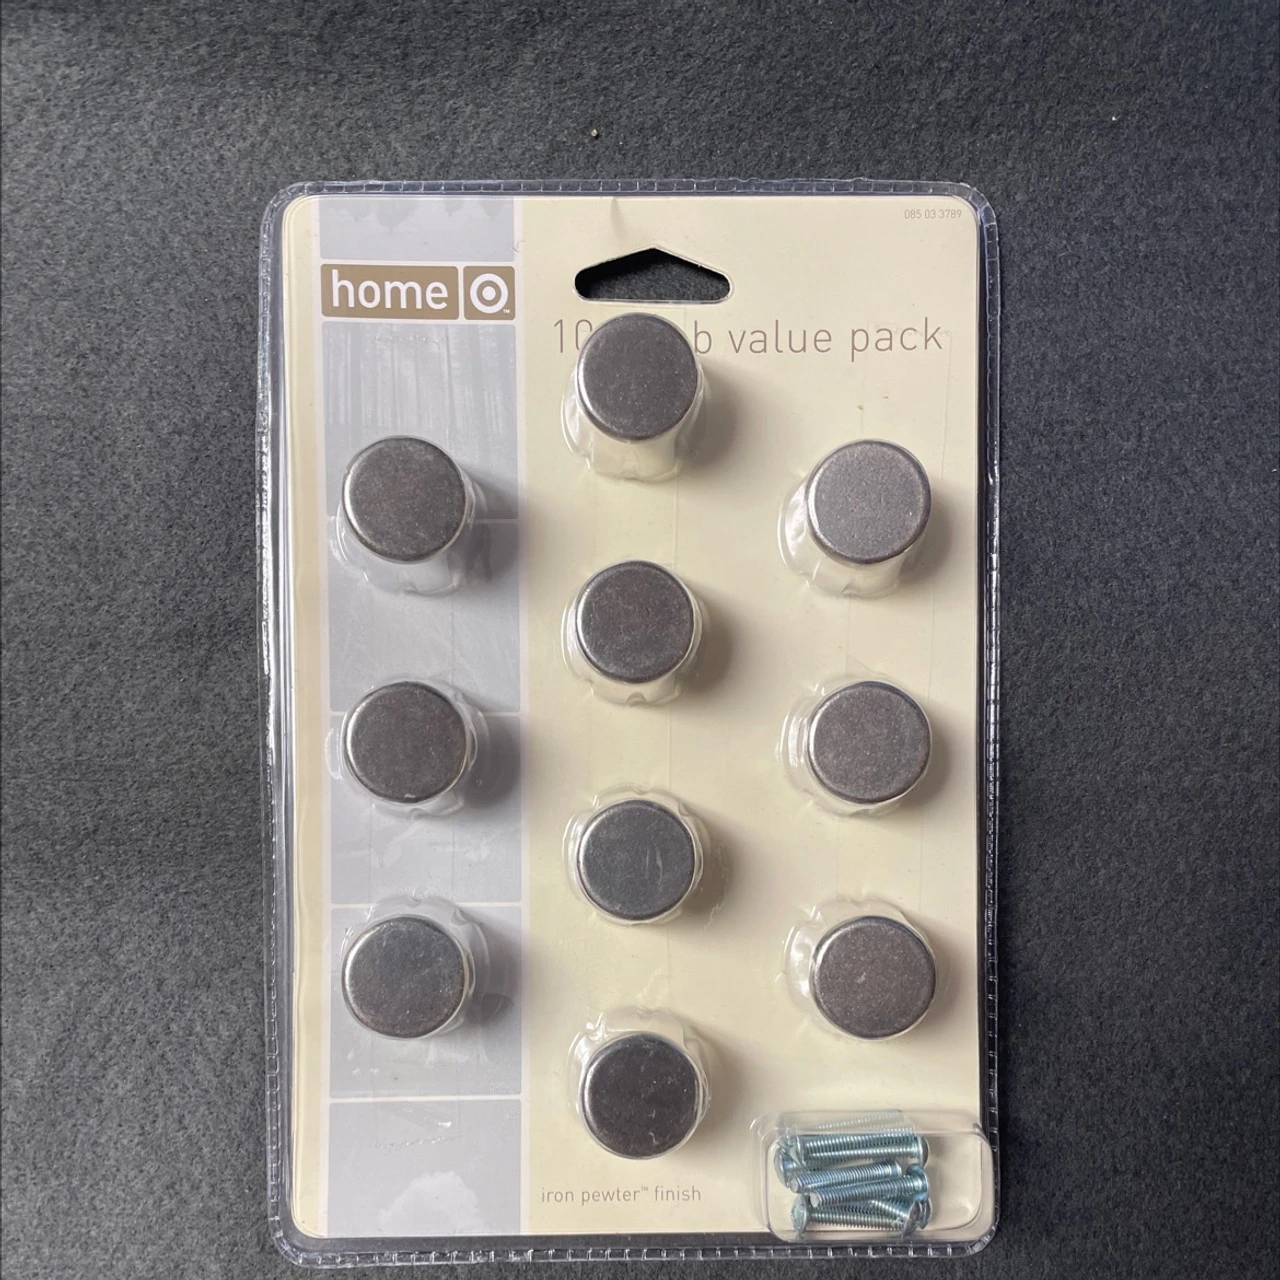 085 03 3789
home
10 b value pack
iron pewter™ finish